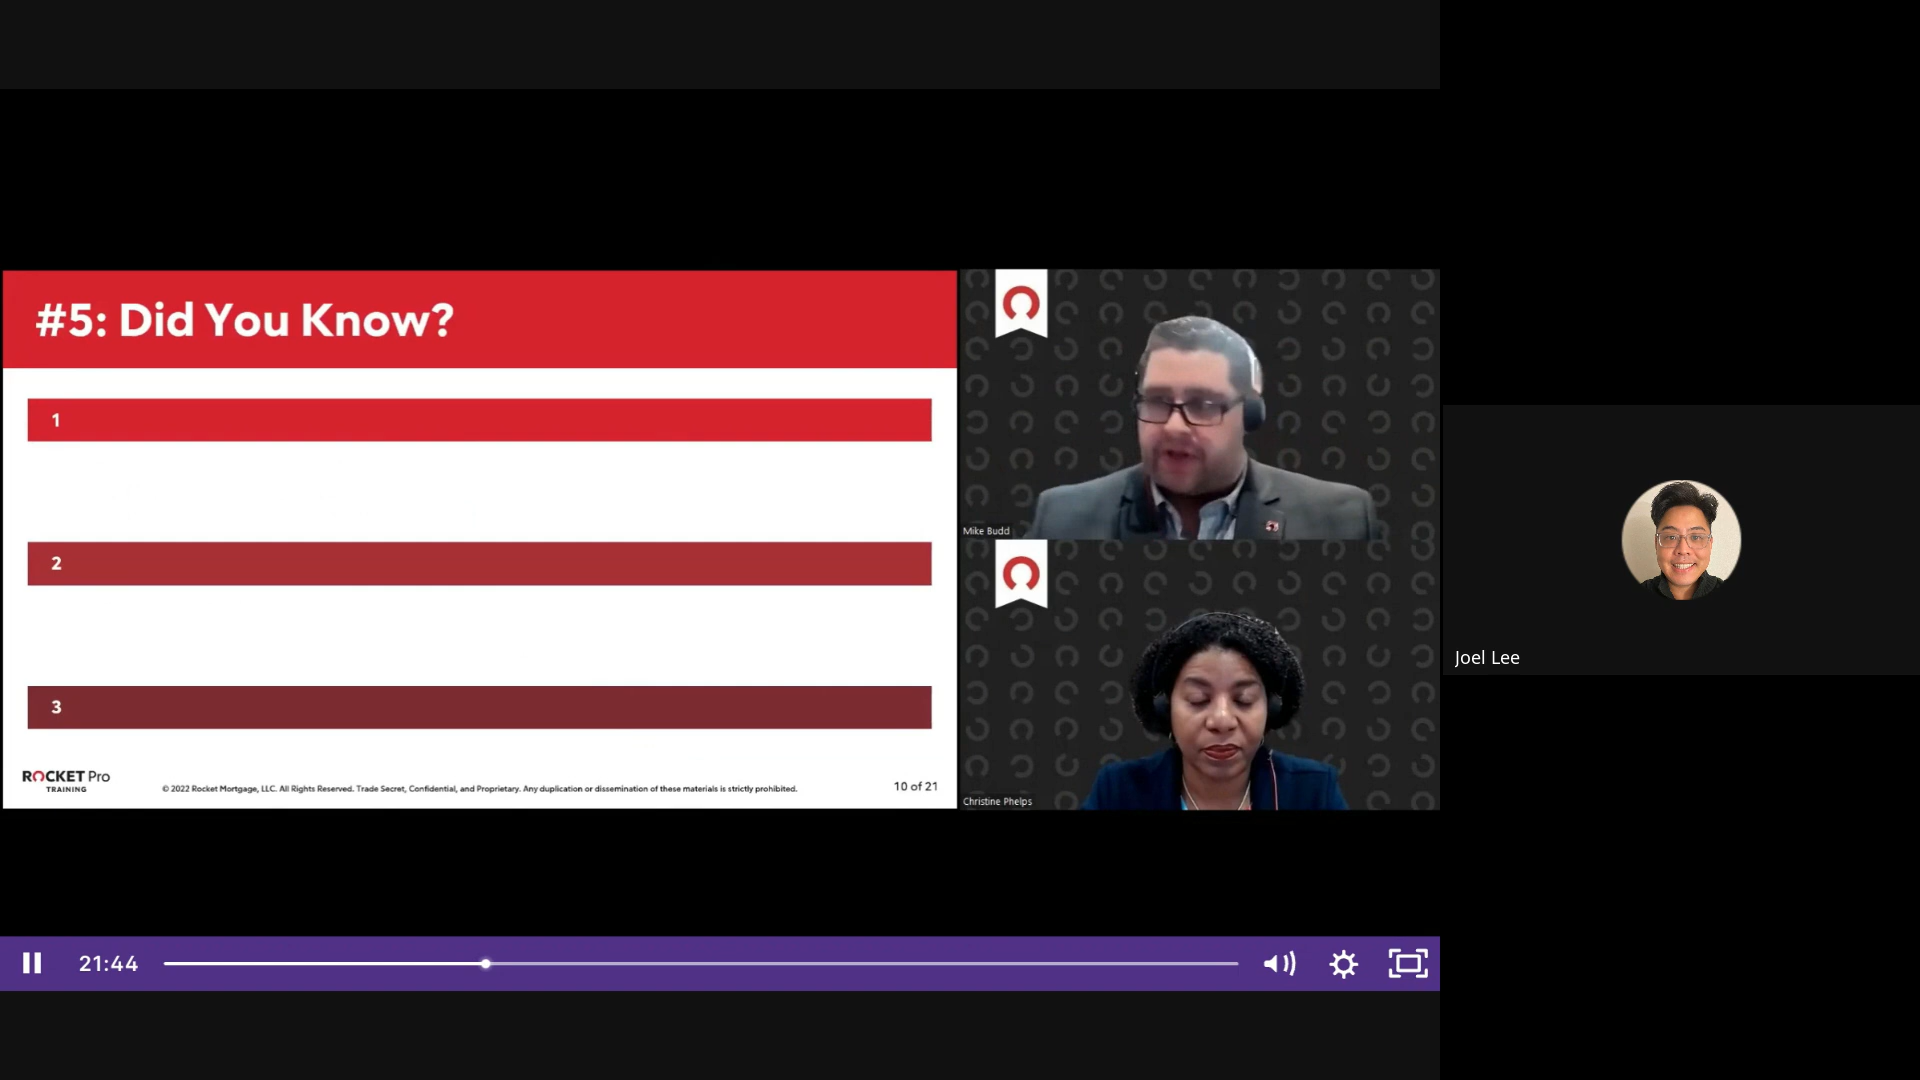 #5: Did You Know?
1
2
3
ROCKET Pro
TRAINING
© 2022 Rocket Mortgage, LLC. All Rights Reserved. Trade Secret, Confidential, and Proprietary. Any duplication or dissemination of these materials is strictly prohibited.
10 of 21
Mike Budd
Christine Phelps
Joel Lee
21:44